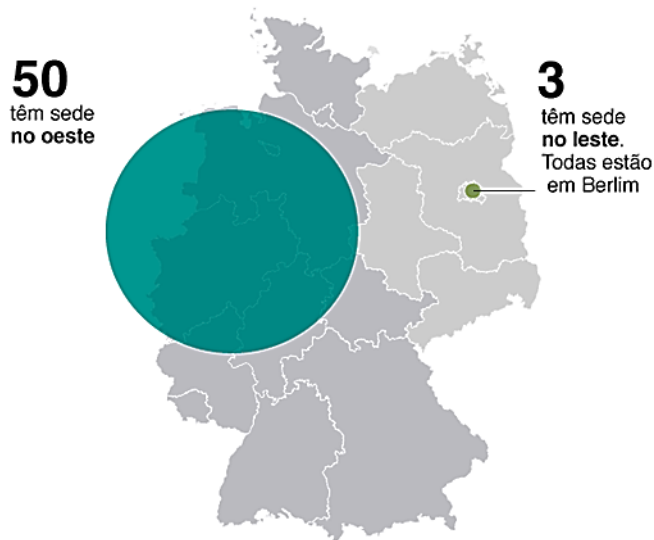 50
têm sede
no oeste
3
têm sede
no leste.
Todas estão
em Berlim